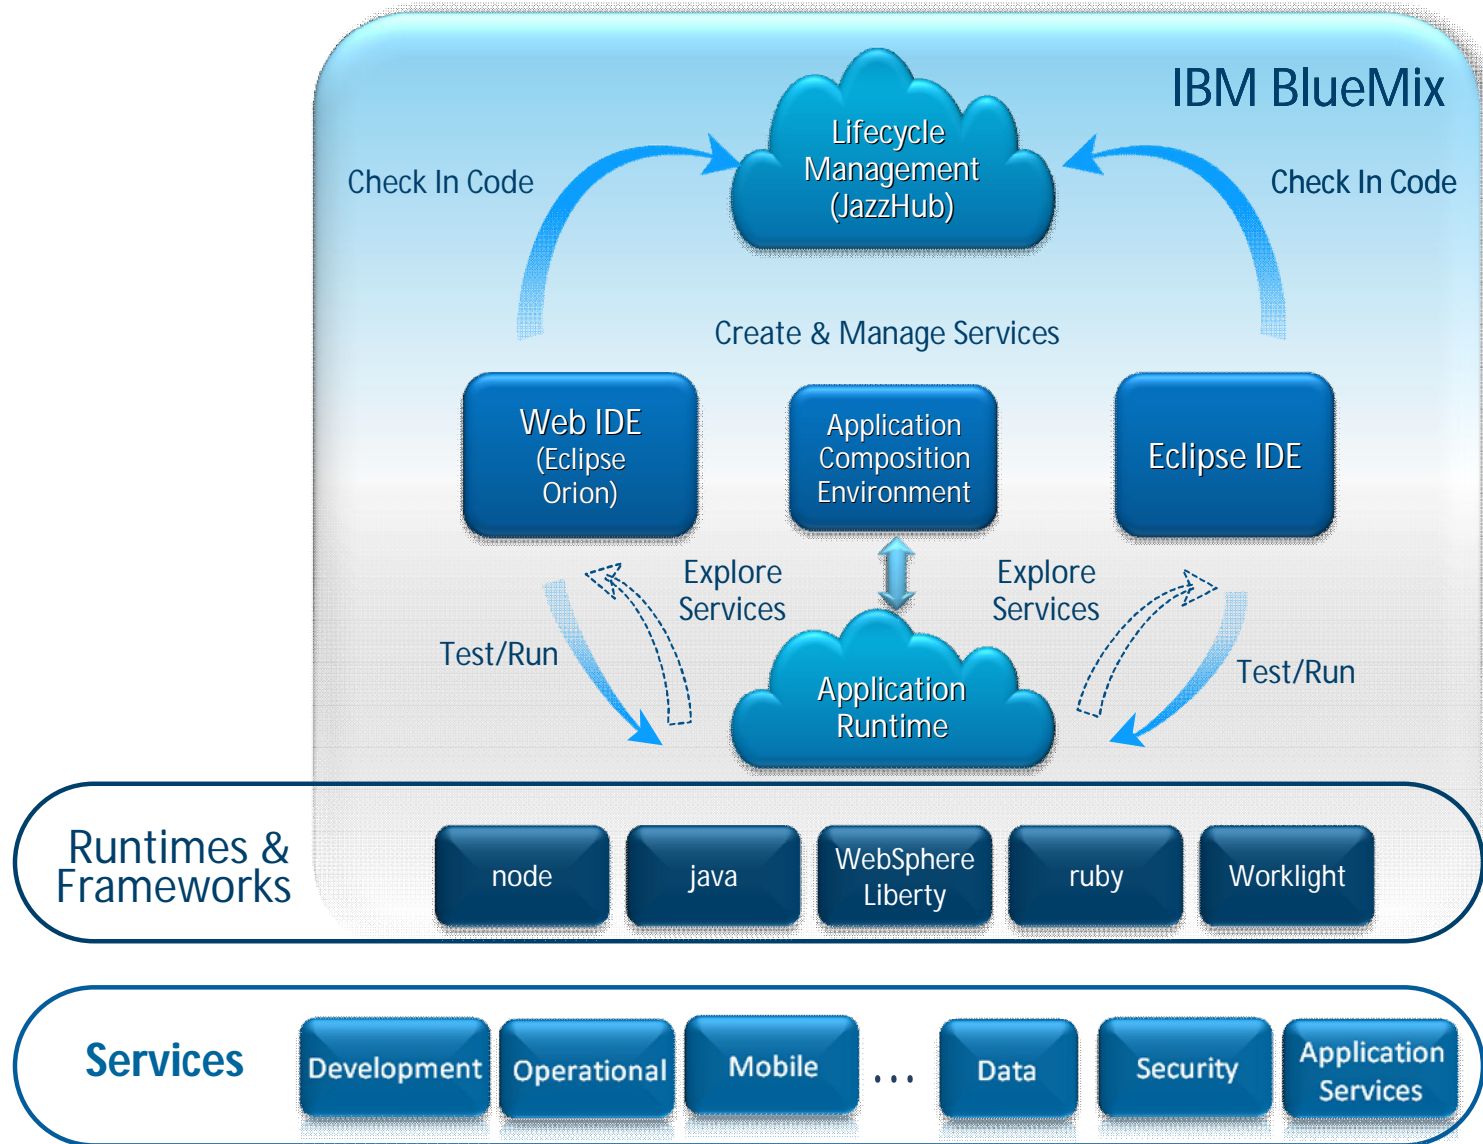 IBM BlueMix
Lifecycle
Management
(JazzHub)
Check In Code
Check In Code
Create & Manage Services
Web IDE
(Eclipse
Orion)
Application
Composition
Environment
Eclipse IDE
Explore
Services
Explore
Services
Test/Run
Test/Run
Application
Runtime
Runtimes &
Frameworks
node
java
WebSphere
Liberty
ruby
Worklight
Services
Development
Operational
Mobile
...
Data
Security
Application
Services